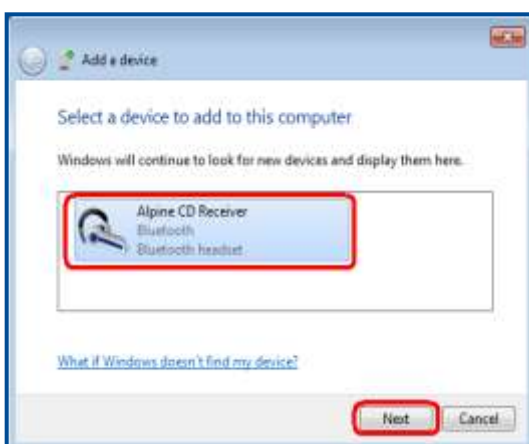 Add a device
Select a device to add to this computer
Windows will continue to look for new devices and display them here.
Alpine CD Receiver
Bluetooth
Bluetooth headset
What if Windows doesn't find my device?
Next
Cancel